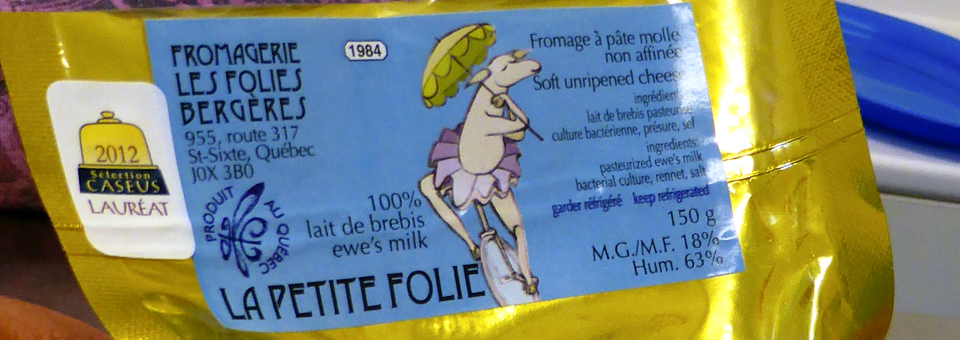 FROMAGERIE
LES FOLIES
BERGÈRES
955, route 317
St-Sixte, Québec
J0X 3B0
1984
2012
Sélection
CASEUS
LAURÉAT
PRODUIT
AU QUÉBEC
100%
lait de brebis
ewe's milk
LA PETITE FOLIE
Fromage à pâte molle
non affinée
Soft unripened cheese
ingrédients:
lait de brebis pasteurisé
culture bactérienne, présure, sel
ingredients:
pasteurized ewe's milk
bacterial culture, rennet, salt
garder réfrigéré keep refrigerated
150 g
M.G./M.F. 18%
Hum. 63%